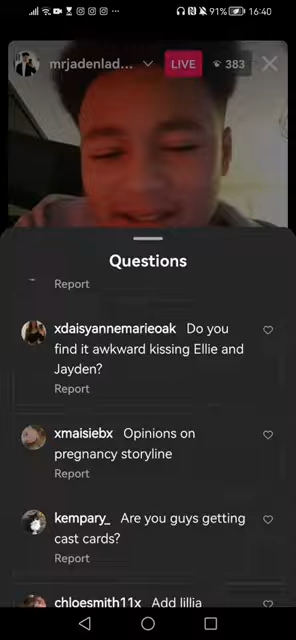 91% 16:40
mrjadenlad... LIVE 383
Questions
Report
xdaisyannemarieoak Do you
find it awkward kissing Ellie and
Jayden?
Report
xmaisiebx Opinions on
pregnancy storyline
Report
kempary_ Are you guys getting
cast cards?
Report
chloesmith11x Add lillia